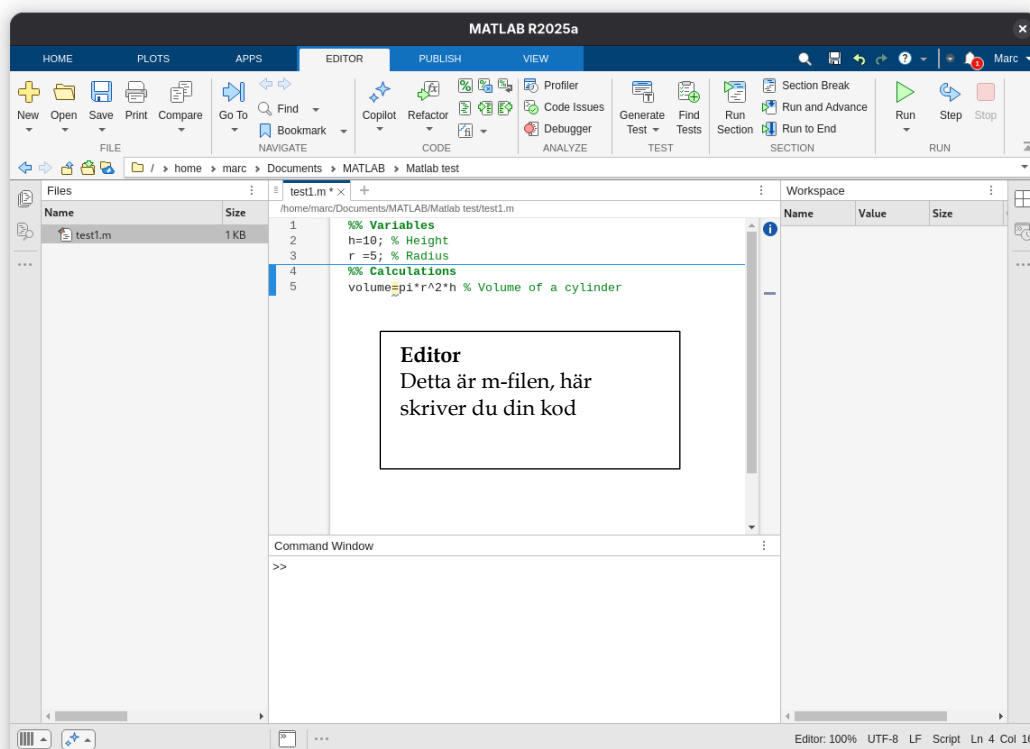 MATLAB R2025a
HOME PLOTS APPS EDITOR PUBLISH VIEW
1 Marc
New Open Save Print Compare
FILE
Go To Find Bookmark
NAVIGATE
Copilot Refactor
CODE
Profiler
Code Issues
Debugger
ANALYZE
Generate Test Find Tests
TEST
Run Section
Section Break
Run and Advance
Run to End
SECTION
Run Step Stop
RUN
/ home marc Documents MATLAB Matlab test
Files
Name Size
test1.m 1 KB
test1.m *
/home/marc/Documents/MATLAB/Matlab test/test1.m
1 %% Variables
2 h=10; % Height
3 r =5; % Radius
4 %% Calculations
5 volume=pi*r^2*h % Volume of a cylinder
Editor
Detta är m-filen, här
skriver du din kod
Command Window
>>
Workspace
Name Value Size
Editor: 100% UTF-8 LF Script Ln 4 Col